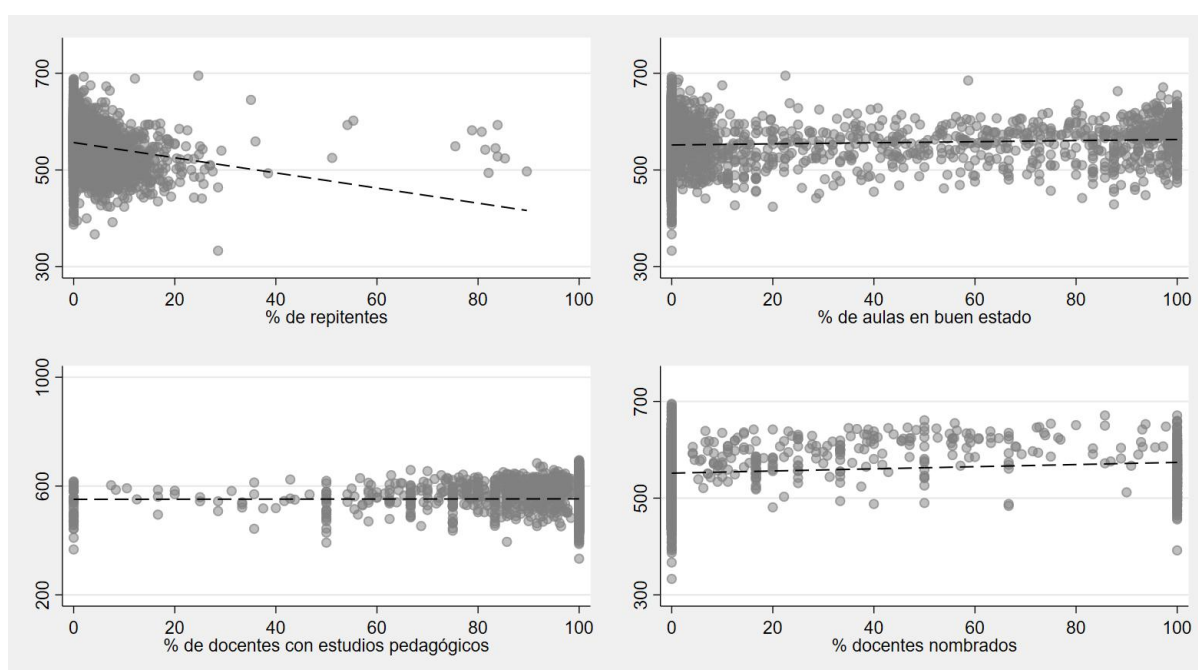 700
500
300
0 20 40 60 80 100
% de repitentes
700
500
300
0 20 40 60 80 100
% de aulas en buen estado
1000
600
200
0 20 40 60 80 100
% de docentes con estudios pedagógicos
700
500
300
0 20 40 60 80 100
% docentes nombrados